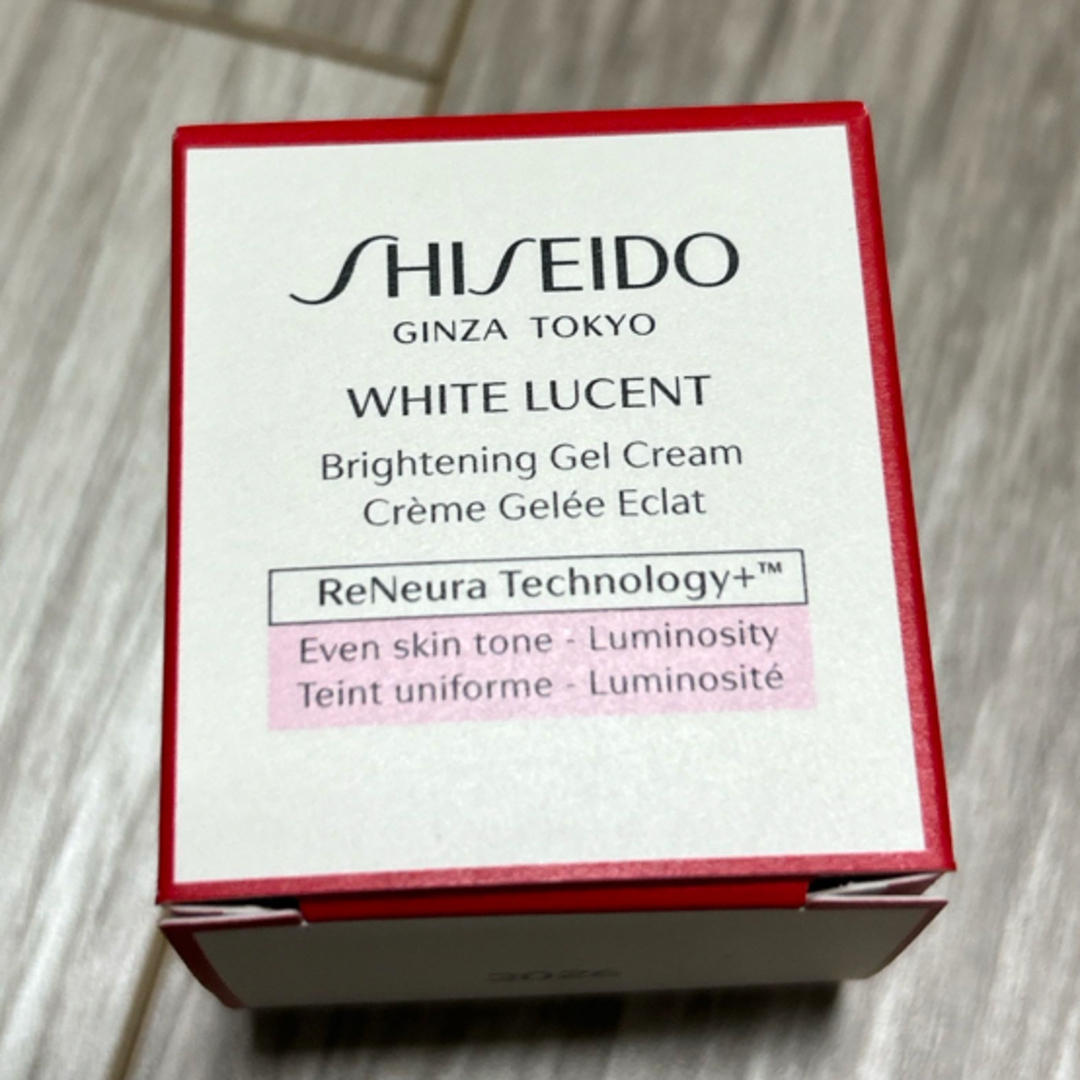 SHISEIDO
GINZA TOKYO
WHITE LUCENT
Brightening Gel Cream
Crème Gelée Eclat
ReNeura Technology+™
Even skin tone - Luminosity
Teint uniforme - Luminosité